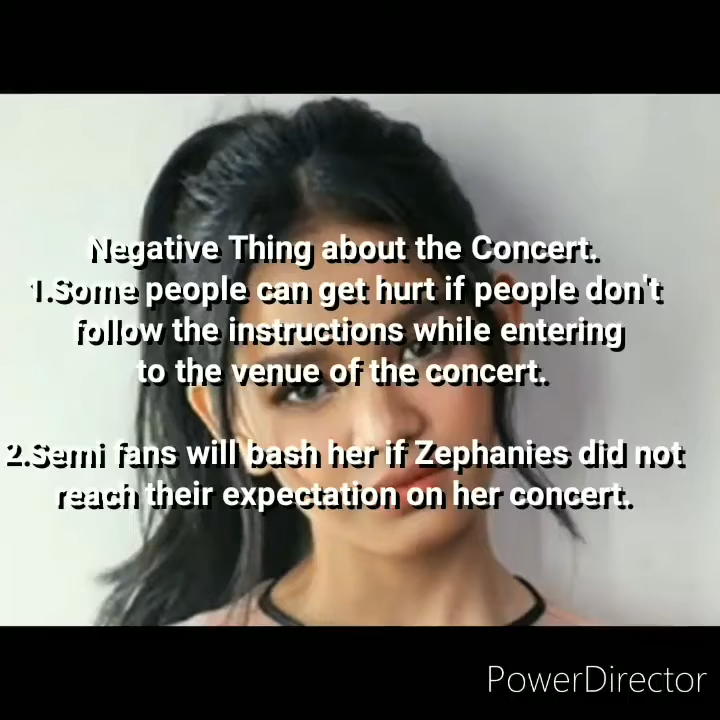 Negative Thing about the Concert.
1.Some people can get hurt if people don't
follow the instructions while entering
to the venue of the concert.
2.Semi fans will bash her if Zephanies did not
reach their expectation on her concert.
PowerDirector